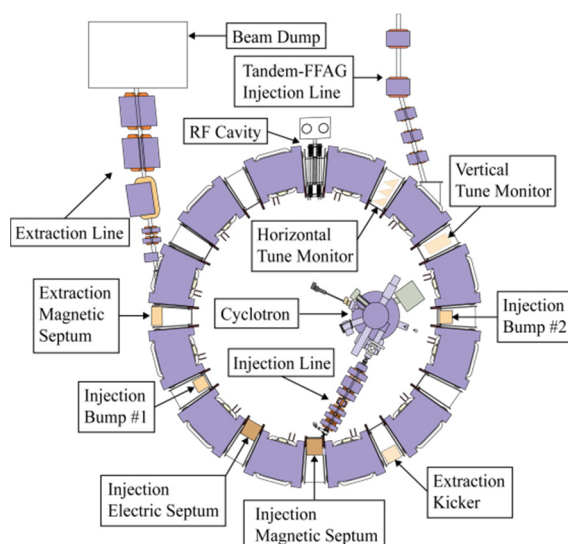 Beam Dump
Tandem-FFAG
Injection Line
RF Cavity
Vertical
Tune Monitor
Extraction Line
Horizontal
Tune Monitor
Extraction
Magnetic
Septum
Cyclotron
Injection
Bump #2
Injection Line
Injection
Bump #1
Injection
Electric Septum
Injection
Magnetic Septum
Extraction
Kicker